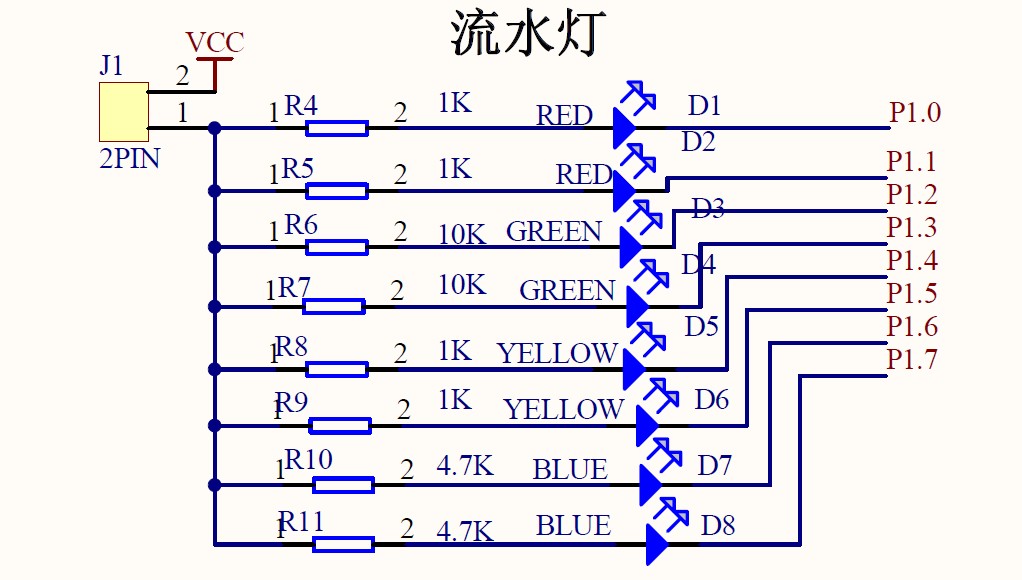 流水灯
VCC
J1
2
1
2PIN
1 R4 2 1K RED D1 P1.0
1 R5 2 1K RED D2 P1.1
1 R6 2 10K GREEN D3 P1.2
1 R7 2 10K GREEN D4 P1.3
1 R8 2 1K YELLOW D5 P1.4
1 R9 2 1K YELLOW D6 P1.5
1 R10 2 4.7K BLUE D7 P1.6
1 R11 2 4.7K BLUE D8 P1.7